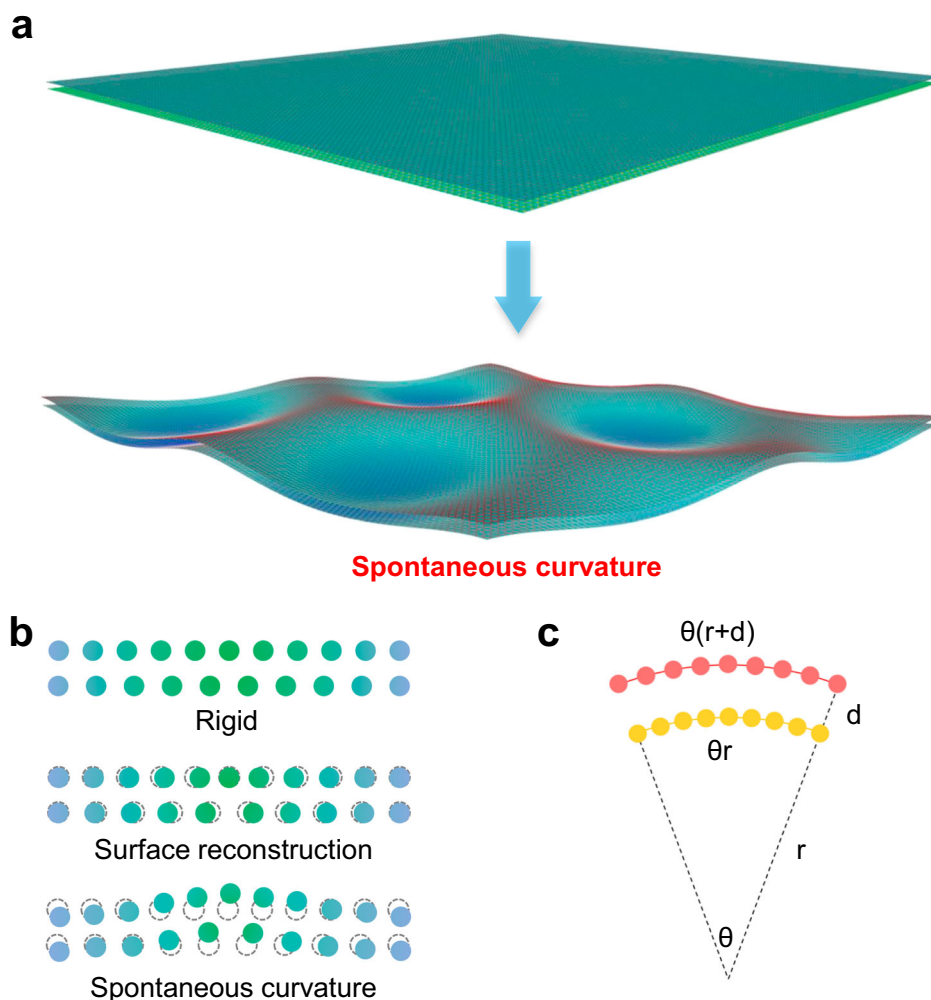 a
Spontaneous curvature
b
Rigid
Surface reconstruction
Spontaneous curvature
c
θ(r+d)
d
θr
r
θ